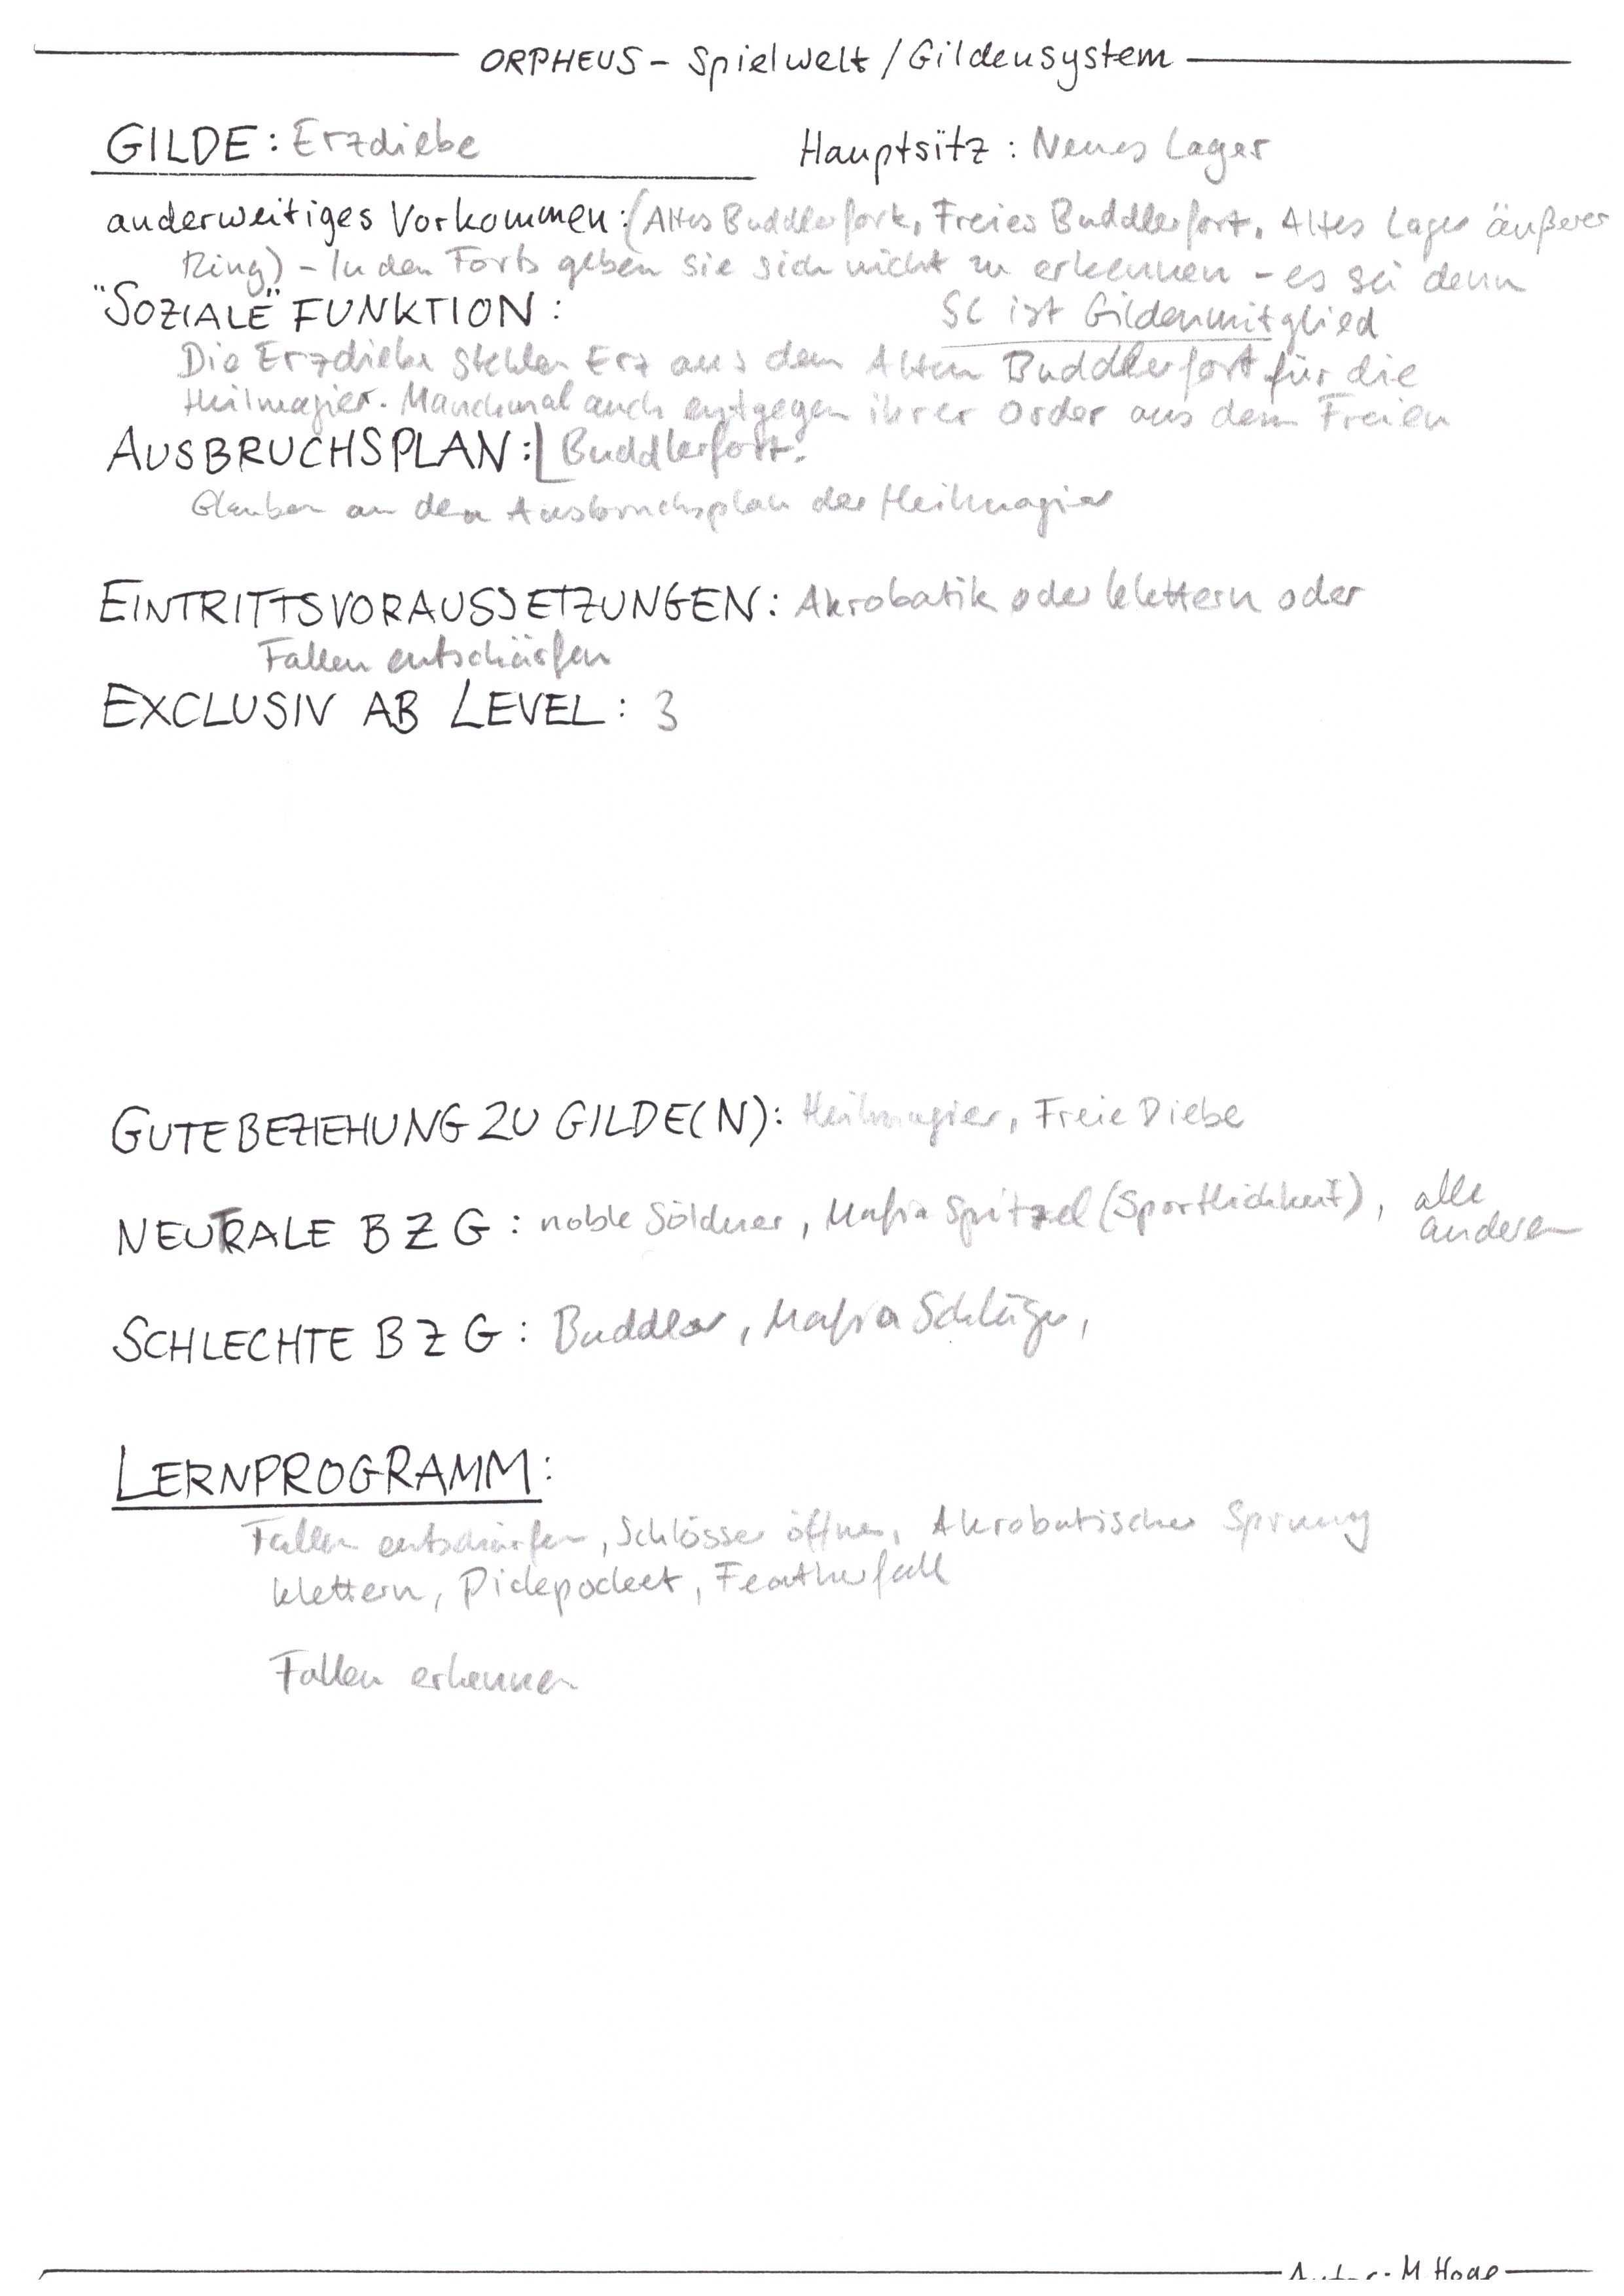 ORPHEUS - Spielwelt / Gildensystem
GILDE: Erzdiebe Hauptsitz: Neues Lager
anderweitiges Vorkommen: (Altes Buddlerfort, Freies Buddlerfort, Altes Lager äußerer
Ring) - In den Forts geben sie sich nicht zu erkennen - es sei denn
"SOZIALE" FUNKTION: SC ist Gildenmitglied
Die Erzdiebe stehlen Erz aus dem Alten Buddlerfort für die
Heilmagier. Manchmal auch entgegen ihrer Order aus dem Freien
AUSBRUCHSPLAN: Buddlerfort.
Glauben an den Ausbruchsplan der Heilmagier
EINTRITTSVORAUSSETZUNGEN: Akrobatik oder klettern oder
Fallen entschärfen
EXCLUSIV AB LEVEL: 3
GUTE BEZIEHUNG ZU GILDE(N): Heilmagier, Freie Diebe
NEUTRALE B Z G: noble Söldner, Mafia Spitzel (Sportlichkeit), alle
anderen
SCHLECHTE B Z G: Buddler, Mafia Schläger,
LERNPROGRAMM:
Fallen entschärfen, Schlösser öffnen, Akrobatischer Sprung
klettern, Pickpocket, Featherfall
Fallen erkennen